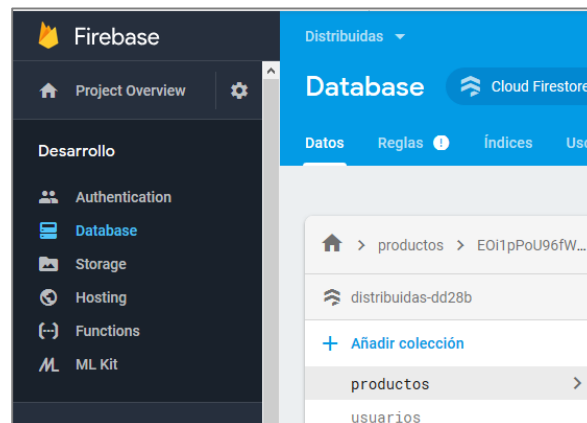 Firebase
Project Overview
Desarrollo
Authentication
Database
Storage
Hosting
Functions
ML Kit
Distribuidas
Database Cloud Firestore
Datos Reglas Índices
> productos > EOi1pPoU96fW...
distribuidas-dd28b
+ Añadir colección
productos >
usuarios